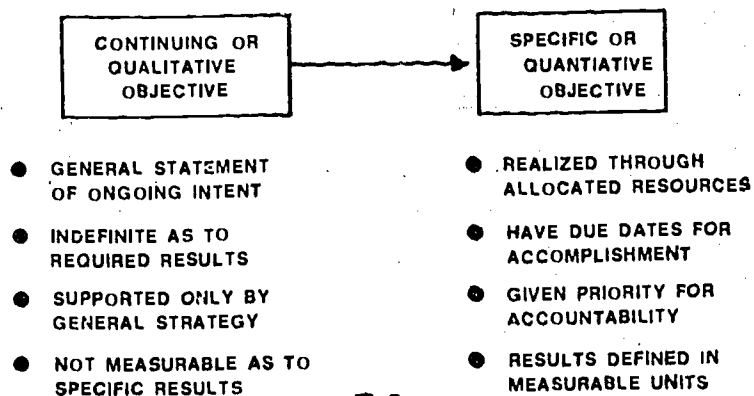 CONTINUING OR
QUALITATIVE
OBJECTIVE
SPECIFIC OR
QUANTIATIVE
OBJECTIVE
● GENERAL STATEMENT
OF ONGOING INTENT
● INDEFINITE AS TO
REQUIRED RESULTS
● SUPPORTED ONLY BY
GENERAL STRATEGY
● NOT MEASURABLE AS TO
SPECIFIC RESULTS
● REALIZED THROUGH
ALLOCATED RESOURCES
● HAVE DUE DATES FOR
ACCOMPLISHMENT
● GIVEN PRIORITY FOR
ACCOUNTABILITY
● RESULTS DEFINED IN
MEASURABLE UNITS